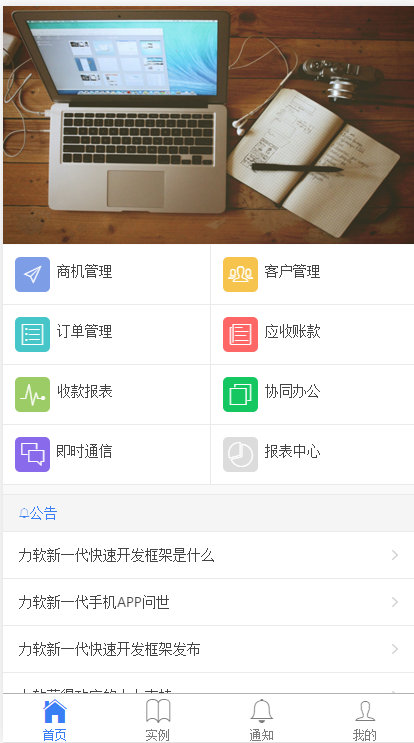 商机管理
客户管理
订单管理
应收账款
收款报表
协同办公
即时通信
报表中心
公告
力软新一代快速开发框架是什么
力软新一代手机APP问世
力软新一代快速开发框架发布
首页
实例
通知
我的